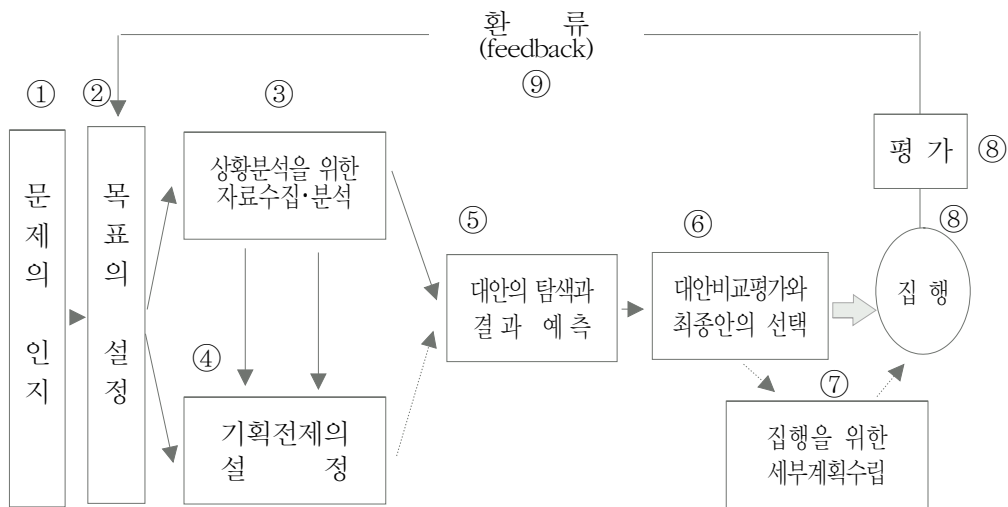 환 류
(feedback)
⑨
①
②
③
문제의 인지
목표의 설정
상황분석을 위한
자료수집·분석
④
기획전제의
설 정
⑤
대안의 탐색과
결과 예측
⑥
대안비교평가와
최종안의 선택
⑦
집행을 위한
세부계획수립
⑧
집 행
평 가
⑧